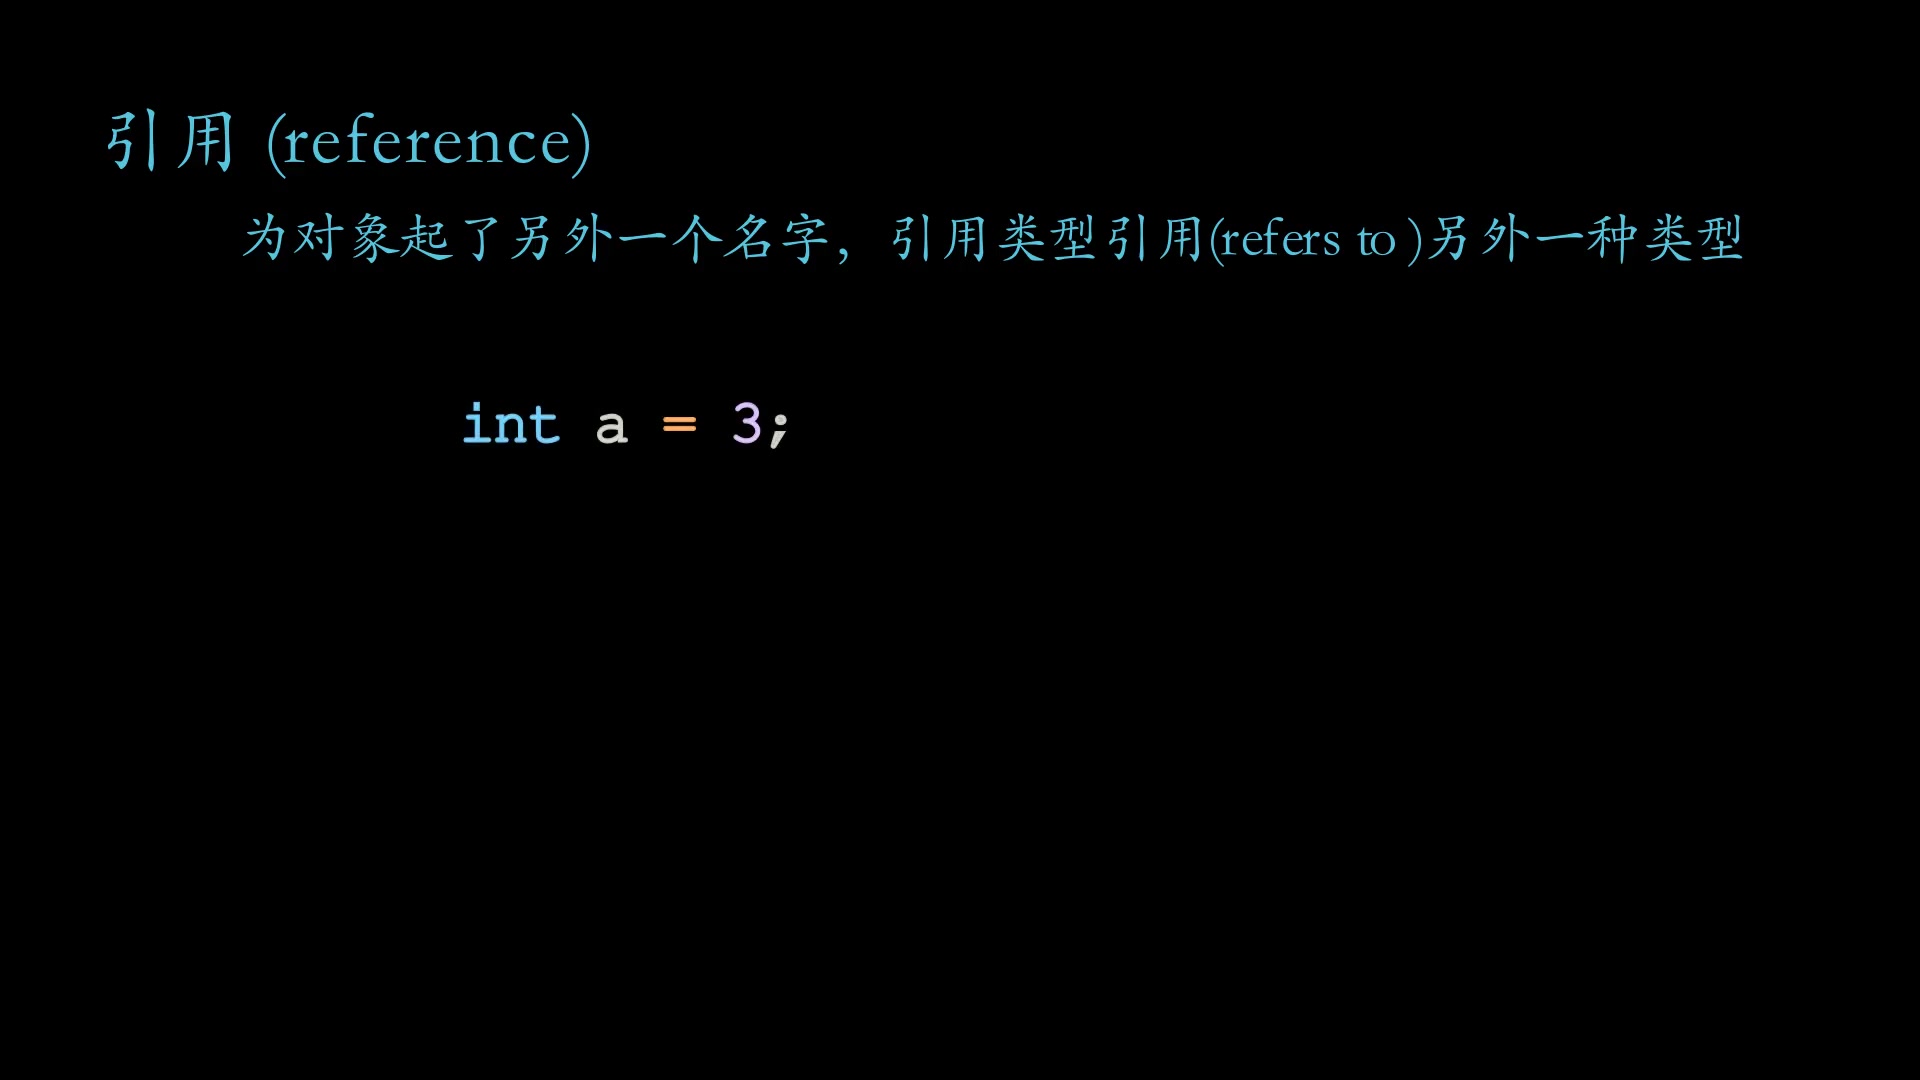 引用 (reference)
为对象起了另外一个名字，引用类型引用(refers to )另外一种类型
int a = 3;